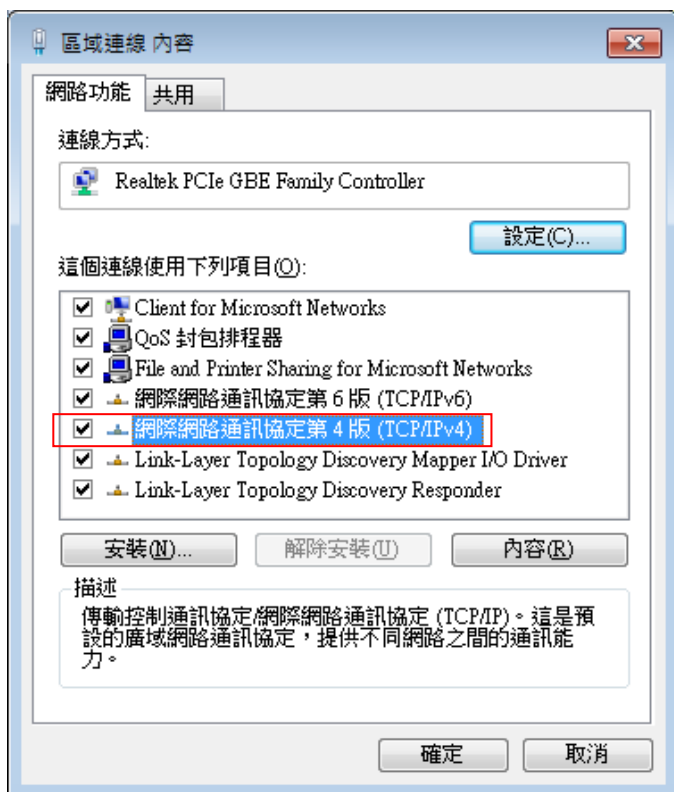 區域連線 內容
網路功能
共用
連線方式:
Realtek PCIe GBE Family Controller
設定(C)...
這個連線使用下列項目(O):
Client for Microsoft Networks
QoS 封包排程器
File and Printer Sharing for Microsoft Networks
網際網路通訊協定第 6 版 (TCP/IPv6)
網際網路通訊協定第 4 版 (TCP/IPv4)
Link-Layer Topology Discovery Mapper I/O Driver
Link-Layer Topology Discovery Responder
安裝(N)...
解除安裝(U)
內容(R)
描述
傳輸控制通訊協定/網際網路通訊協定 (TCP/IP)。這是預
設的廣域網路通訊協定，提供不同網路之間的通訊能
力。
確定
取消